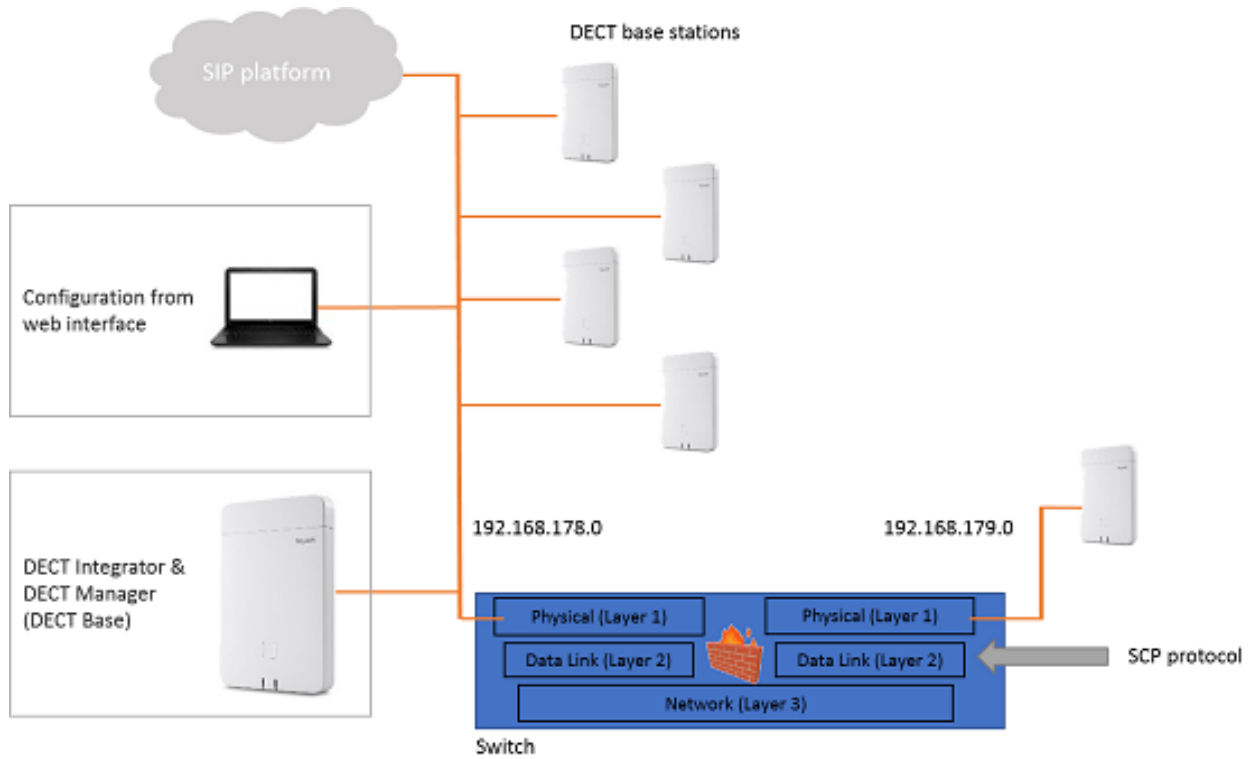 DECT base stations
SIP platform
Configuration from
web interface
192.168.178.0
192.168.179.0
DECT Integrator &
DECT Manager
(DECT Base)
Physical (Layer 1)
Physical (Layer 1)
Data Link (Layer 2)
Data Link (Layer 2)
SCP protocol
Network (Layer 3)
Switch